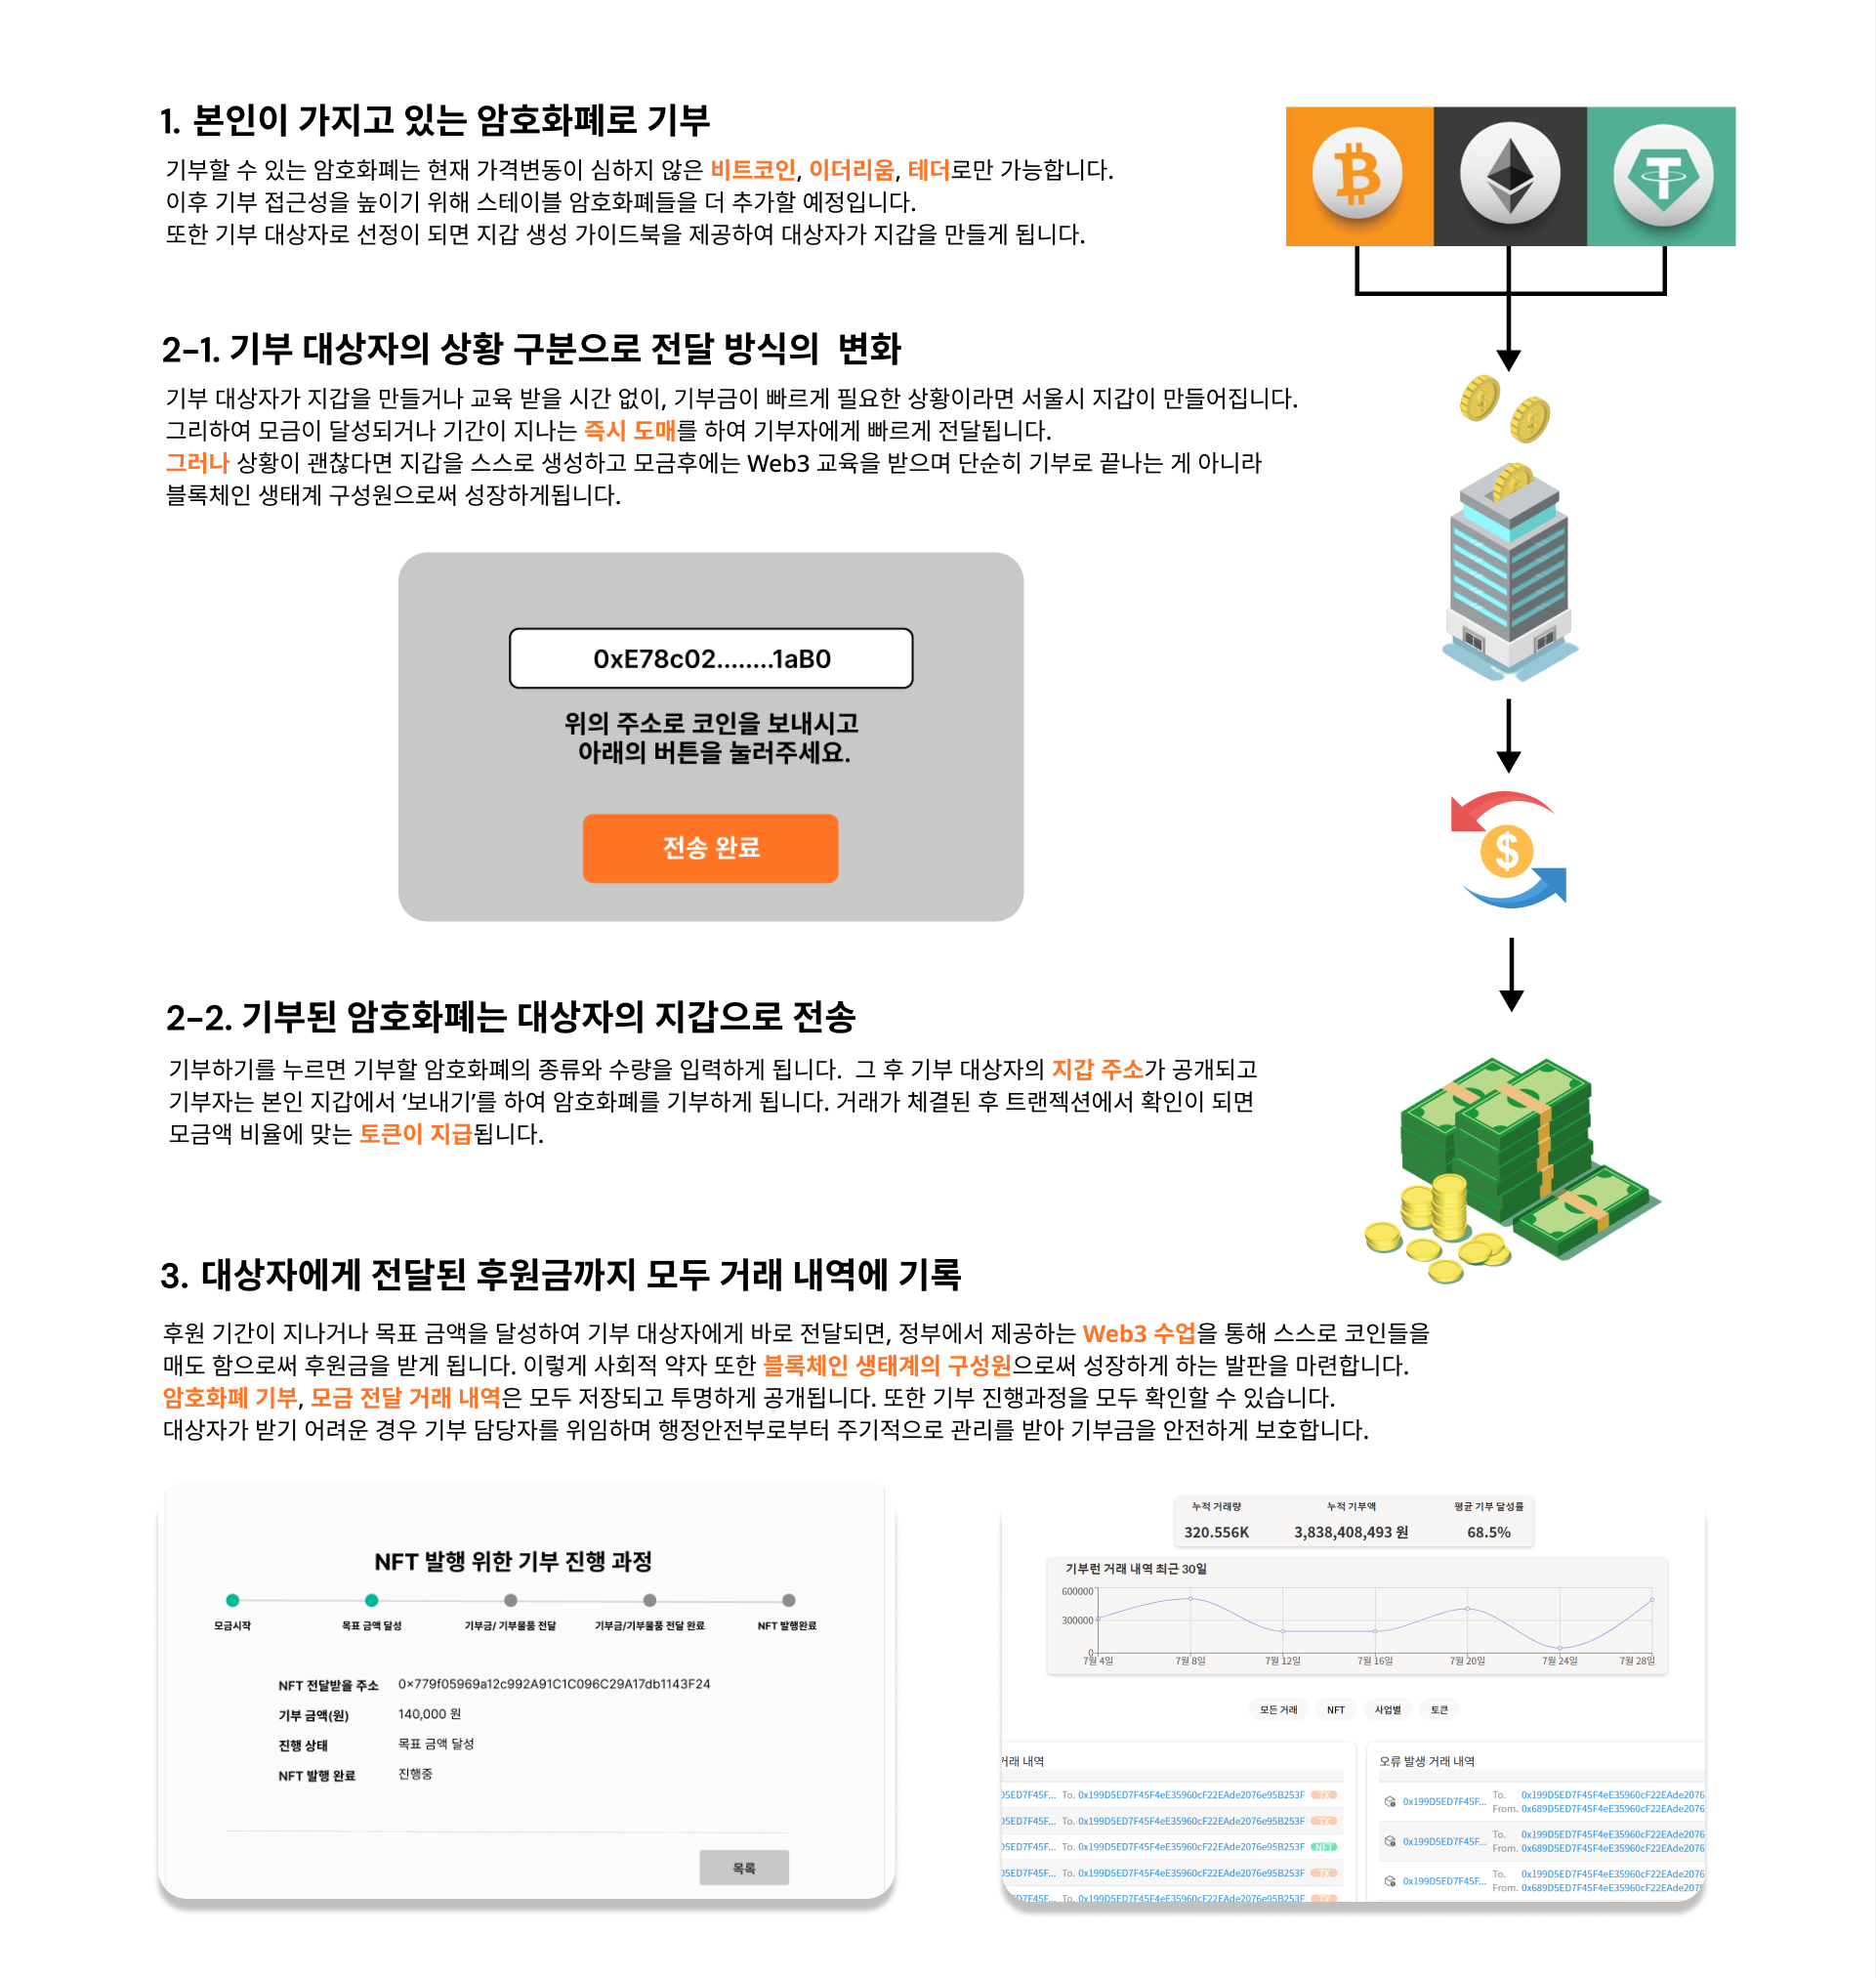 1. 본인이 가지고 있는 암호화폐로 기부
기부할 수 있는 암호화폐는 현재 가격변동이 심하지 않은 비트코인, 이더리움, 테더로만 가능합니다.
이후 기부 접근성을 높이기 위해 스테이블 암호화폐들을 더 추가할 예정입니다.
또한 기부 대상자로 선정이 되면 지갑 생성 가이드북을 제공하여 대상자가 지갑을 만들게 됩니다.
2-1. 기부 대상자의 상황 구분으로 전달 방식의 변화
기부 대상자가 지갑을 만들거나 교육 받을 시간 없이, 기부금이 빠르게 필요한 상황이라면 서울시 지갑이 만들어집니다.
그리하여 모금이 달성되거나 기간이 지나는 즉시 도매를 하여 기부자에게 빠르게 전달됩니다.
그러나 상황이 괜찮다면 지갑을 스스로 생성하고 모금후에는 Web3 교육을 받으며 단순히 기부로 끝나는 게 아니라
블록체인 생태계 구성원으로써 성장하게됩니다.
0xE78c02........1aB0
위의 주소로 코인을 보내시고
아래의 버튼을 눌러주세요.
전송 완료
2-2. 기부된 암호화폐는 대상자의 지갑으로 전송
기부하기를 누르면 기부할 암호화폐의 종류와 수량을 입력하게 됩니다. 그 후 기부 대상자의 지갑 주소가 공개되고
기부자는 본인 지갑에서 ‘보내기’를 하여 암호화폐를 기부하게 됩니다. 거래가 체결된 후 트랜젝션에서 확인이 되면
모금액 비율에 맞는 토큰이 지급됩니다.
3. 대상자에게 전달된 후원금까지 모두 거래 내역에 기록
후원 기간이 지나거나 목표 금액을 달성하여 기부 대상자에게 바로 전달되면, 정부에서 제공하는 Web3 수업을 통해 스스로 코인들을
매도 함으로써 후원금을 받게 됩니다. 이렇게 사회적 약자 또한 블록체인 생태계의 구성원으로써 성장하게 하는 발판을 마련합니다.
암호화폐 기부, 모금 전달 거래 내역은 모두 저장되고 투명하게 공개됩니다. 또한 기부 진행과정을 모두 확인할 수 있습니다.
대상자가 받기 어려운 경우 기부 담당자를 위임하며 행정안전부로부터 주기적으로 관리를 받아 기부금을 안전하게 보호합니다.
NFT 발행 위한 기부 진행 과정
모금시작 목표 금액 달성 기부금/ 기부물품 전달 기부금/기부물품 전달 완료 NFT 발행완료
NFT 전달받을 주소 0x779f05969a12c992A91C1C096C29A17db1143F24
기부 금액(원) 140,000 원
진행 상태 목표 금액 달성
NFT 발행 완료 진행중
목록
누적 거래량 누적 기부액 평균 기부 달성률
320.556K 3,838,408,493 원 68.5%
기부런 거래 내역 최근 30일
600000
300000
0
7월 4일 7월 8일 7월 12일 7월 16일 7월 20일 7월 24일 7월 28일
모든 거래 NFT 사업별 토큰
거래 내역
D5ED7F45F... To. 0x199D5ED7F45F4eE35960cF22EAde2076e95B253F TX
D5ED7F45F... To. 0x199D5ED7F45F4eE35960cF22EAde2076e95B253F TX
D5ED7F45F... To. 0x199D5ED7F45F4eE35960cF22EAde2076e95B253F NFT
D5ED7F45F... To. 0x199D5ED7F45F4eE35960cF22EAde2076e95B253F TX
5ED7F45F... To. 0x199D5ED7F45F4eE35960cF22EAde2076e95B253F TX
오류 발생 거래 내역
0x199D5ED7F45F... To. 0x199D5ED7F45F4eE35960cF22EAde2076
From. 0x689D5ED7F45F4eE35960cF22EAde2076
0x199D5ED7F45F... To. 0x199D5ED7F45F4eE35960cF22EAde2076
From. 0x689D5ED7F45F4eE35960cF22EAde2076
0x199D5ED7F45F... To. 0x199D5ED7F45F4eE35960cF22EAde2076
From. 0x689D5ED7F45F4eE35960cF22EAde207